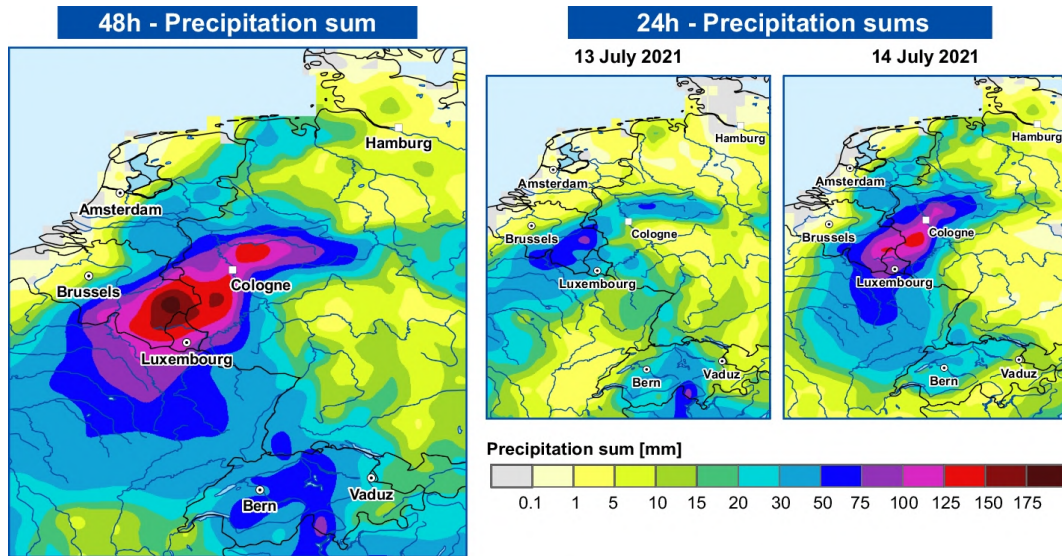 48h - Precipitation sum
Hamburg
Amsterdam
Brussels
Cologne
Luxembourg
Bern
Vaduz
24h - Precipitation sums
13 July 2021
14 July 2021
Hamburg
Amsterdam
Brussels
Cologne
Luxembourg
Bern
Vaduz
Hamburg
Amsterdam
Brussels
Cologne
Luxembourg
Bern
Vaduz
Precipitation sum [mm]
0.1 1 5 10 15 20 30 50 75 100 125 150 175